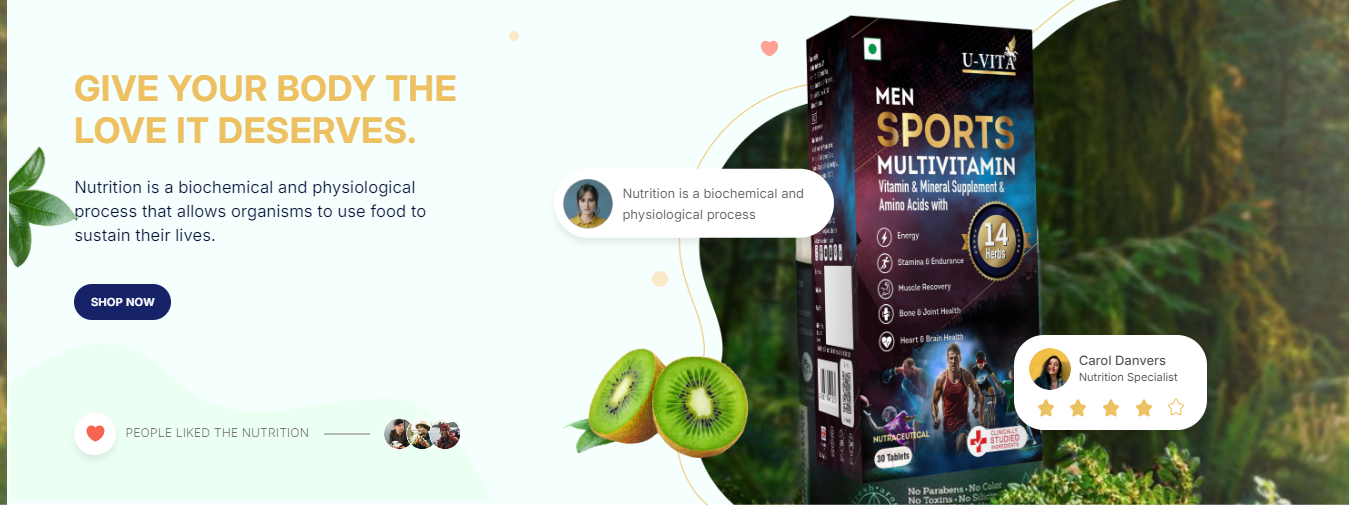 GIVE YOUR BODY THE
LOVE IT DESERVES.
Nutrition is a biochemical and physiological
process that allows organisms to use food to
sustain their lives.
SHOP NOW
PEOPLE LIKED THE NUTRITION
Nutrition is a biochemical and
physiological process
U-VITA
MEN
SPORTS
MULTIVITAMIN
Vitamin & Mineral Supplement &
Amino Acids with
14
Herbs
Energy
Stamina & Endurance
Muscle Recovery
Bone & Joint Health
Heart & Brain Health
NUTRACEUTICAL
30 Tablets
CLINICALLY
STUDIED
INGREDIENTS
No Parabens • No Color
No Toxins • No
Carol Danvers
Nutrition Specialist